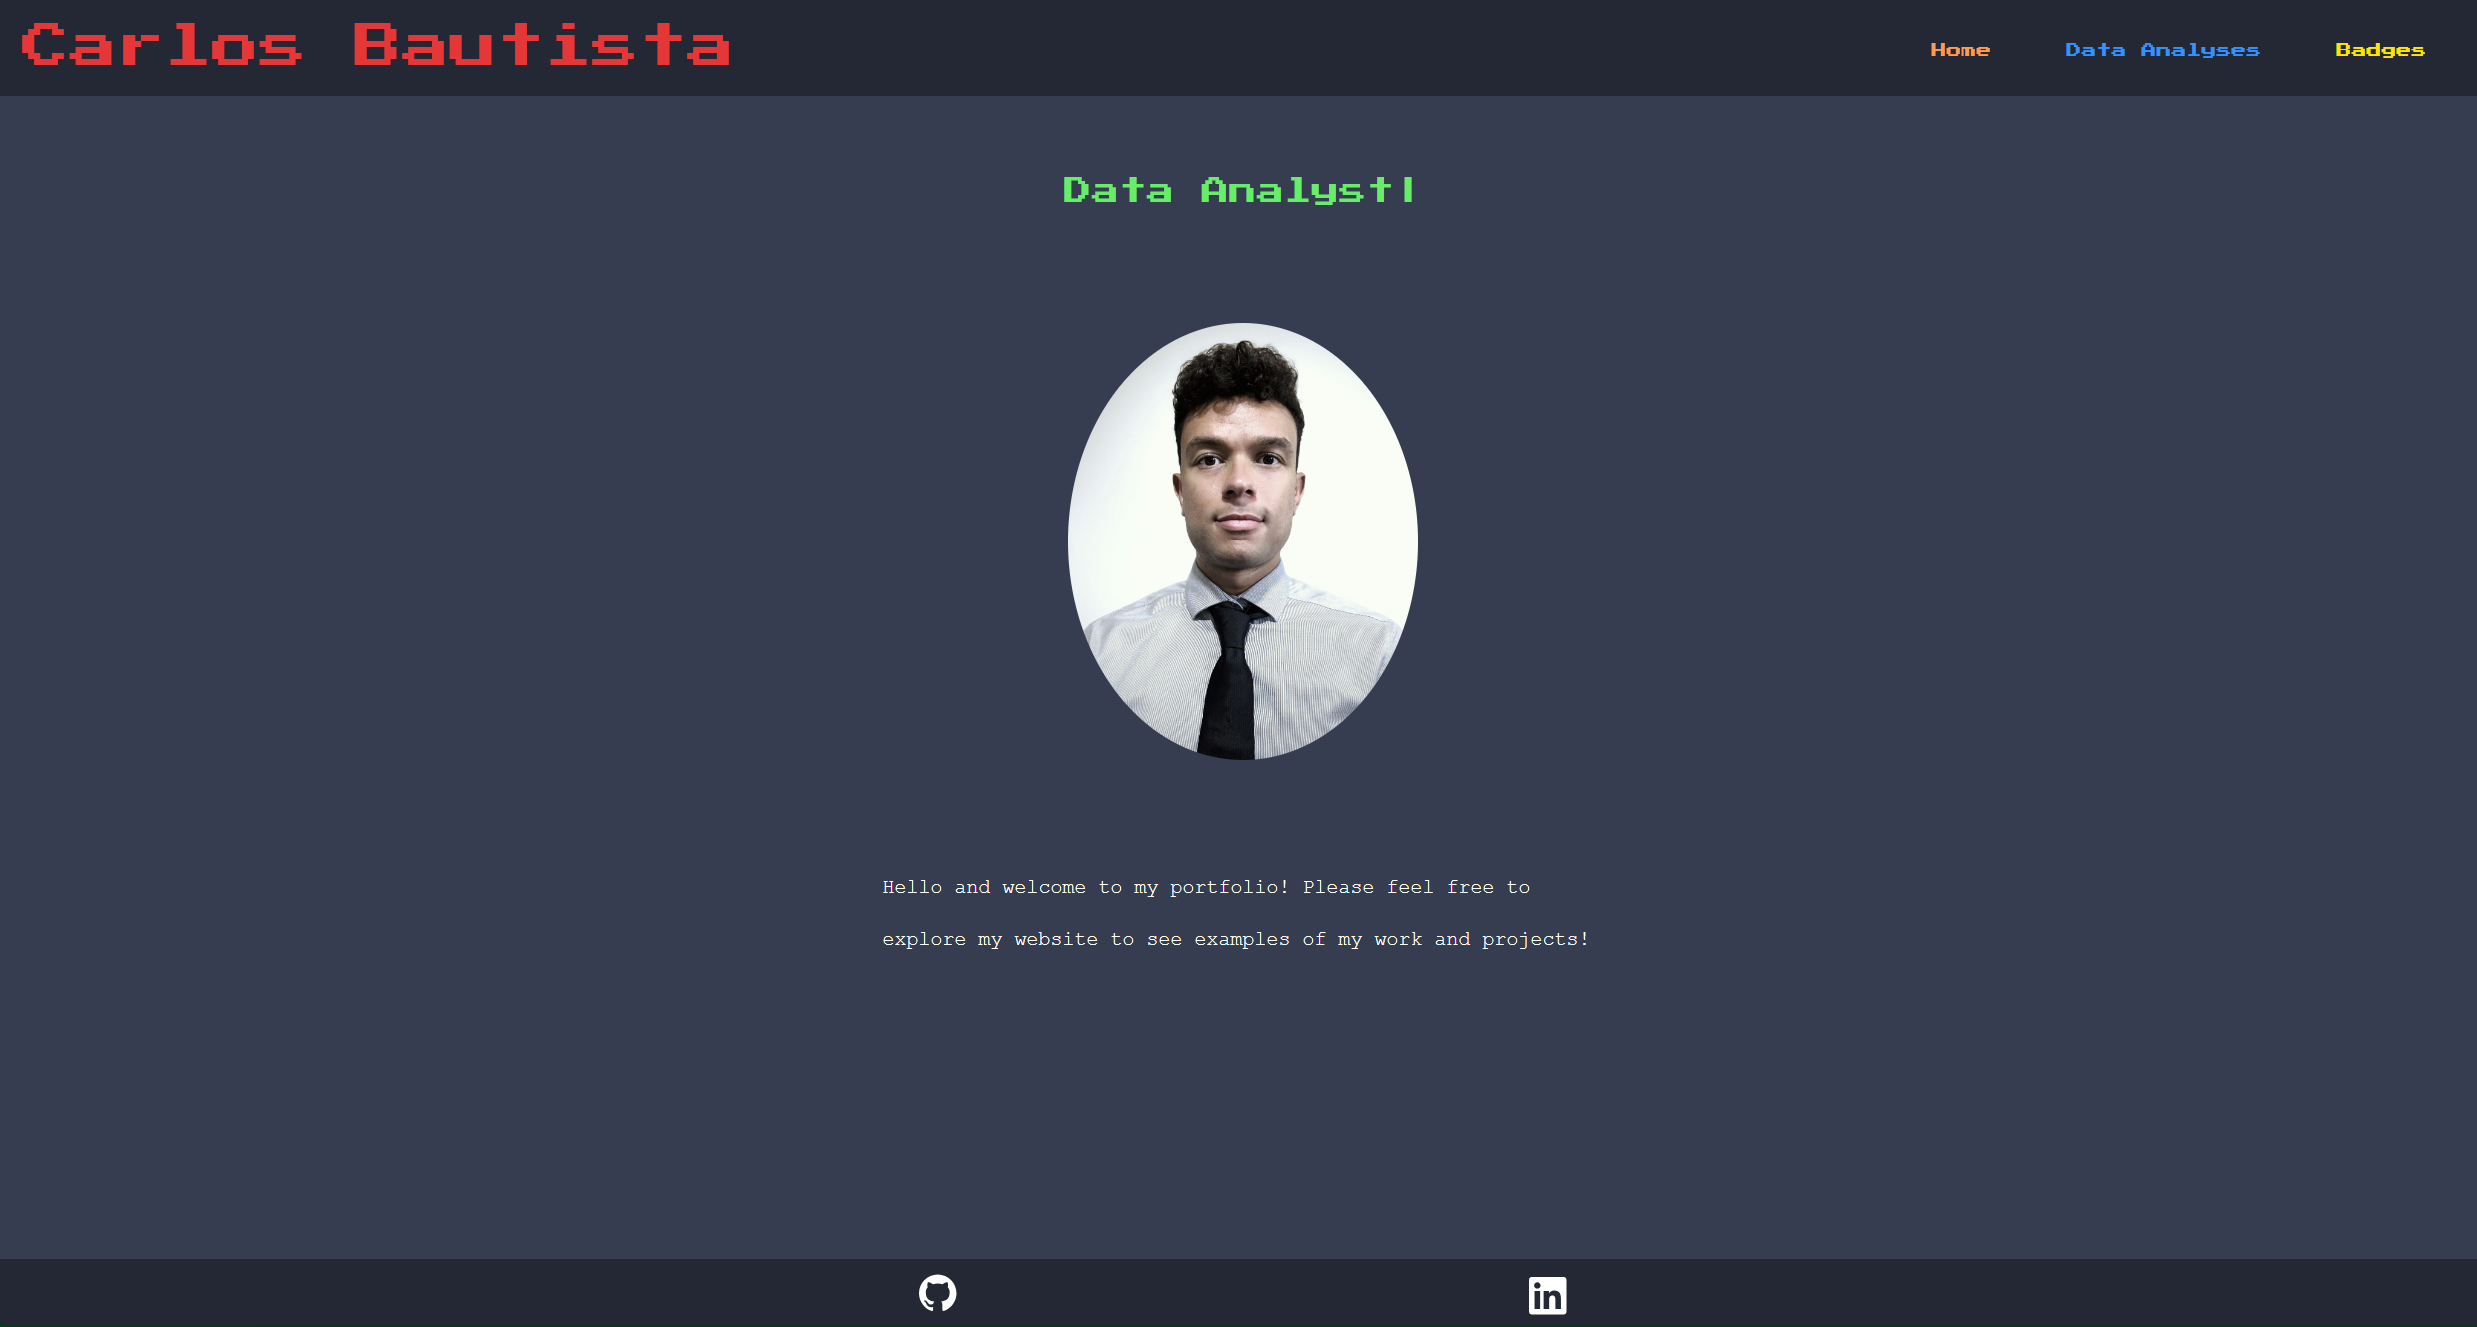 Carlos Bautista
Home
Data Analyses
Badges
Data Analyst|
Hello and welcome to my portfolio! Please feel free to
explore my website to see examples of my work and projects!
in